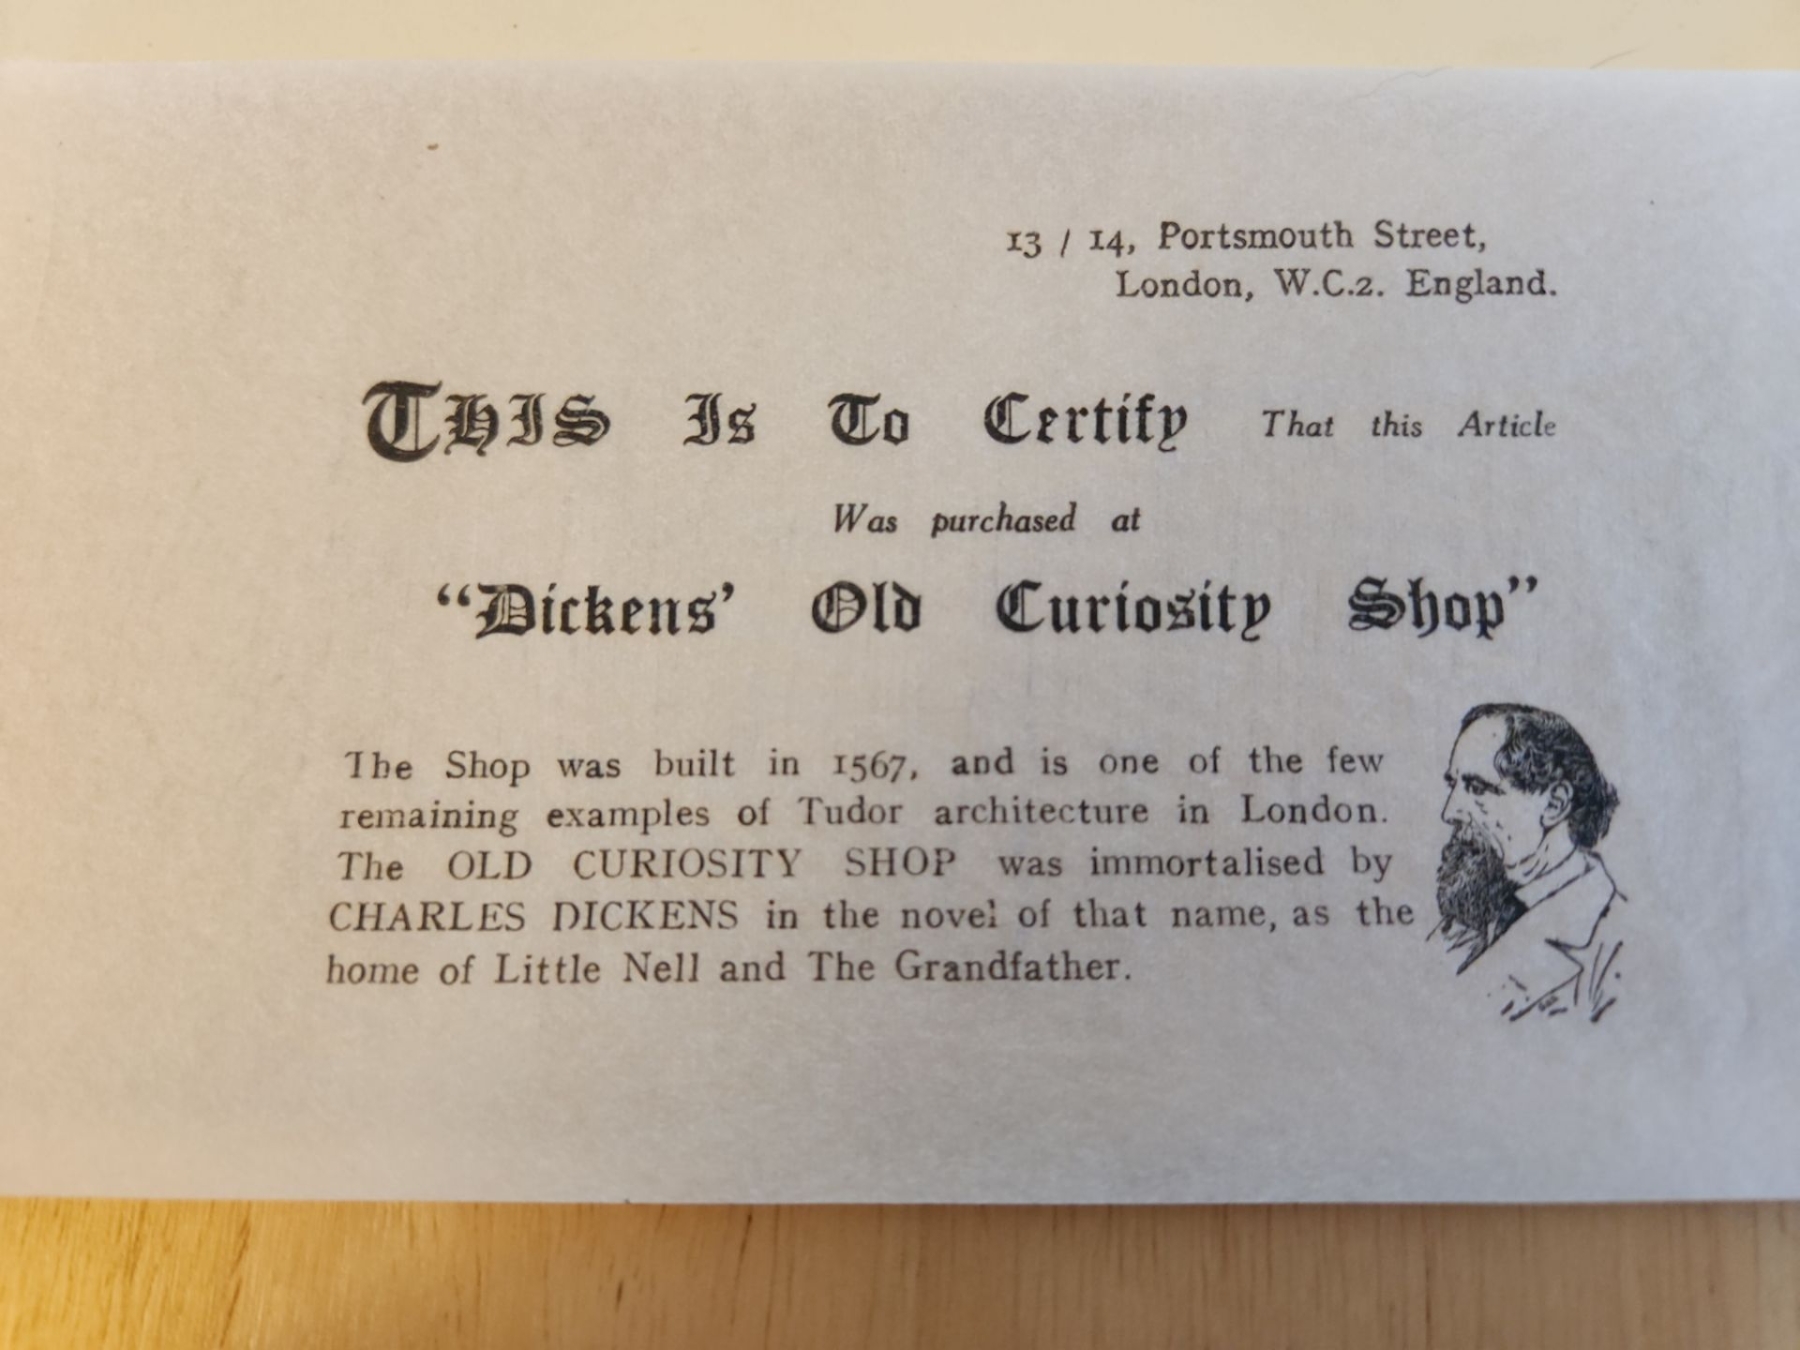 13 / 14, Portsmouth Street,
London, W.C.2. England.
THIS Is To Certify That this Article
Was purchased at
“Dickens’ Old Curiosity Shop”
The Shop was built in 1567, and is one of the few
remaining examples of Tudor architecture in London.
The OLD CURIOSITY SHOP was immortalised by
CHARLES DICKENS in the novel of that name, as the
home of Little Nell and The Grandfather.